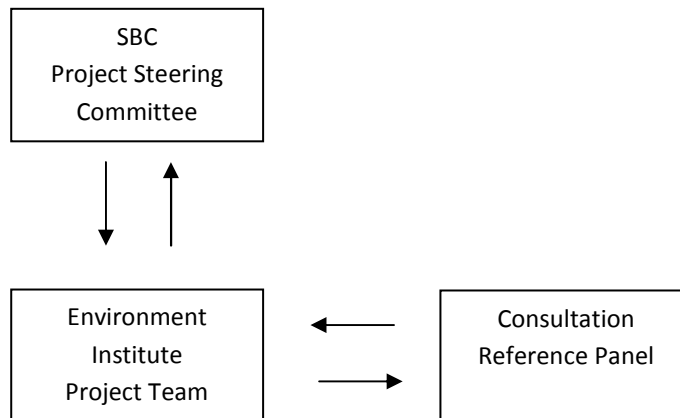 SBC
Project Steering
Committee
Environment
Institute
Project Team
Consultation
Reference Panel